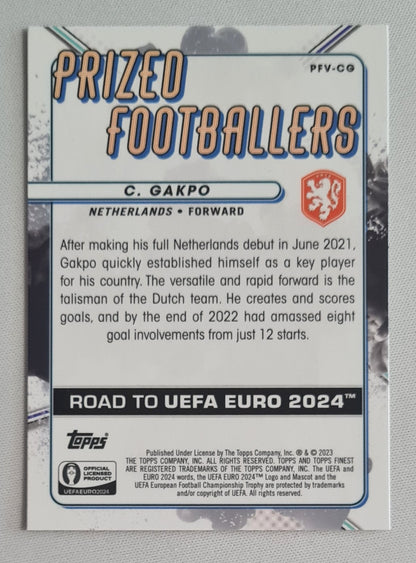 PRIZED
FOOTBALLERS
PFV-CG
C. GAKPO
NETHERLANDS • FORWARD
After making his full Netherlands debut in June 2021,
Gakpo quickly established himself as a key player
for his country. The versatile and rapid forward is the
talisman of the Dutch team. He creates and scores
goals, and by the end of 2022 had amassed eight
goal involvements from just 12 starts.
ROAD TO UEFA EURO 2024™
Topps
OFFICIAL
LICENSED
PRODUCT
UEFA EURO2024
Published Under License by The Topps Company, Inc. ® & © 2023
THE TOPPS COMPANY, INC. ALL RIGHTS RESERVED. TOPPS AND TOPPS FINEST
ARE REGISTERED TRADEMARKS OF THE TOPPS COMPANY, INC. The UEFA and
EURO 2024 words, the UEFA EURO 2024™ Logo and Mascot and the
UEFA European Football Championship Trophy are protected by trademarks
and/or copyright of UEFA. All rights reserved.